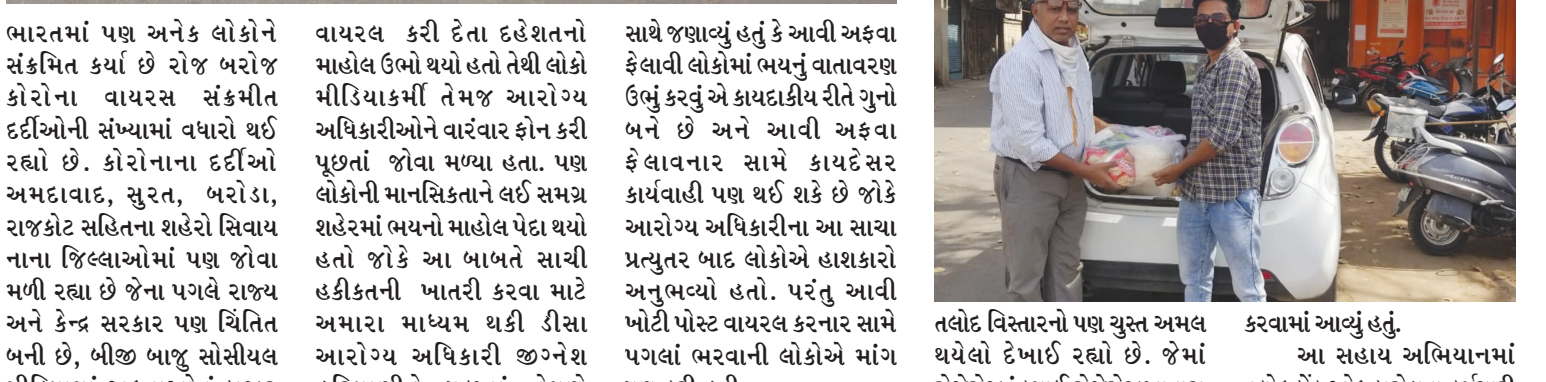 ભારતમાં પણ અનેક લોકોને
સંક્રમિત કર્યા છે રોજ બરોજ
કોરોના વાયરસ સંક્રમીત
દર્દીઓની સંખ્યામાં વધારો થઈ
રહ્યો છે. કોરોનાના દર્દીઓ
અમદાવાદ, સુરત, બરોડા,
રાજકોટ સહિતના શહેરો સિવાય
નાના જિલ્લાઓમાં પણ જોવા
મળી રહ્યા છે જેના પગલે રાજ્ય
અને કેન્દ્ર સરકાર પણ ચિંતિત
બની છે, બીજી બાજુ સોસીયલ
વાયરલ કરી દેતા દહેશતનો
માહોલ ઉભો થયો હતો તેથી લોકો
મીડિયાકર્મી તેમજ આરોગ્ય
અધિકારીઓને વારંવાર ફોન કરી
પૂછતાં જોવા મળ્યા હતા. પણ
લોકોની માનસિકતાને લઈ સમગ્ર
શહેરમાં ભયનો માહોલ પેદા થયો
હતો જોકે આ બાબતે સાચી
હકીકતની ખાતરી કરવા માટે
અમારા માધ્યમ થકી ડીસા
આરોગ્ય અધિકારી જીગ્નેશ
સાથે જણાવ્યું હતું કે આવી અફવા
ફેલાવી લોકોમાં ભયનું વાતાવરણ
ઉભું કરવું એ કાયદાકીય રીતે ગુનો
બને છે અને આવી અફવા
ફેલાવનાર સામે કાયદેસર
કાર્યવાહી પણ થઈ શકે છે જોકે
આરોગ્ય અધિકારીના આ સાચા
પ્રત્યુતર બાદ લોકોએ હાશકારો
અનુભવ્યો હતો. પરંતુ આવી
ખોટી પોસ્ટ વાયરલ કરનાર સામે
પગલાં ભરવાની લોકોએ માંગ
તલોદ વિસ્તારનો પણ ચુસ્ત અમલ
થયેલો દેખાઈ રહ્યો છે. જેમાં
કરવામાં આવ્યું હતું.
આ સહાય અભિયાનમાં